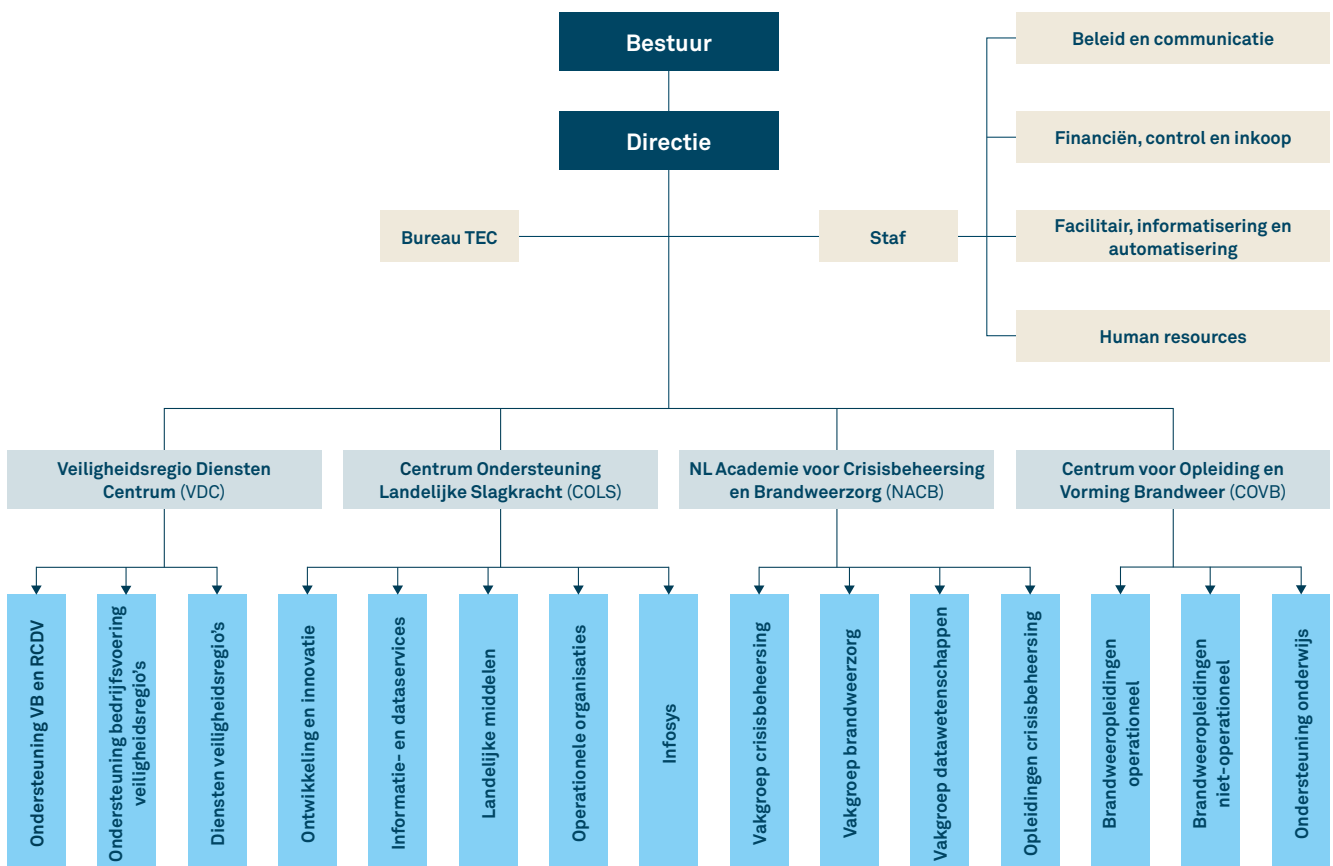 Bestuur
Directie
Bureau TEC
Staf
Beleid en communicatie
Financiën, control en inkoop
Facilitair, informatisering en
automatisering
Human resources
Veiligheidsregio Diensten
Centrum (VDC)
Centrum Ondersteuning
Landelijke Slagkracht (COLS)
NL Academie voor Crisisbeheersing
en Brandweerzorg (NACB)
Centrum voor Opleiding en
Vorming Brandweer (COVB)
Ondersteuning VB en RCDV
Ondersteuning bedrijfsvoering
veiligheidsregio's
Diensten veiligheidsregio's
Ontwikkeling en innovatie
Informatie- en dataservices
Landelijke middelen
Operationele organisaties
Infosys
Vakgroep crisisbeheersing
Vakgroep brandweerzorg
Vakgroep datawetenschappen
Opleidingen crisisbeheersing
Brandweeropleidingen
operationeel
Brandweeropleidingen
niet-operationeel
Ondersteuning onderwijs